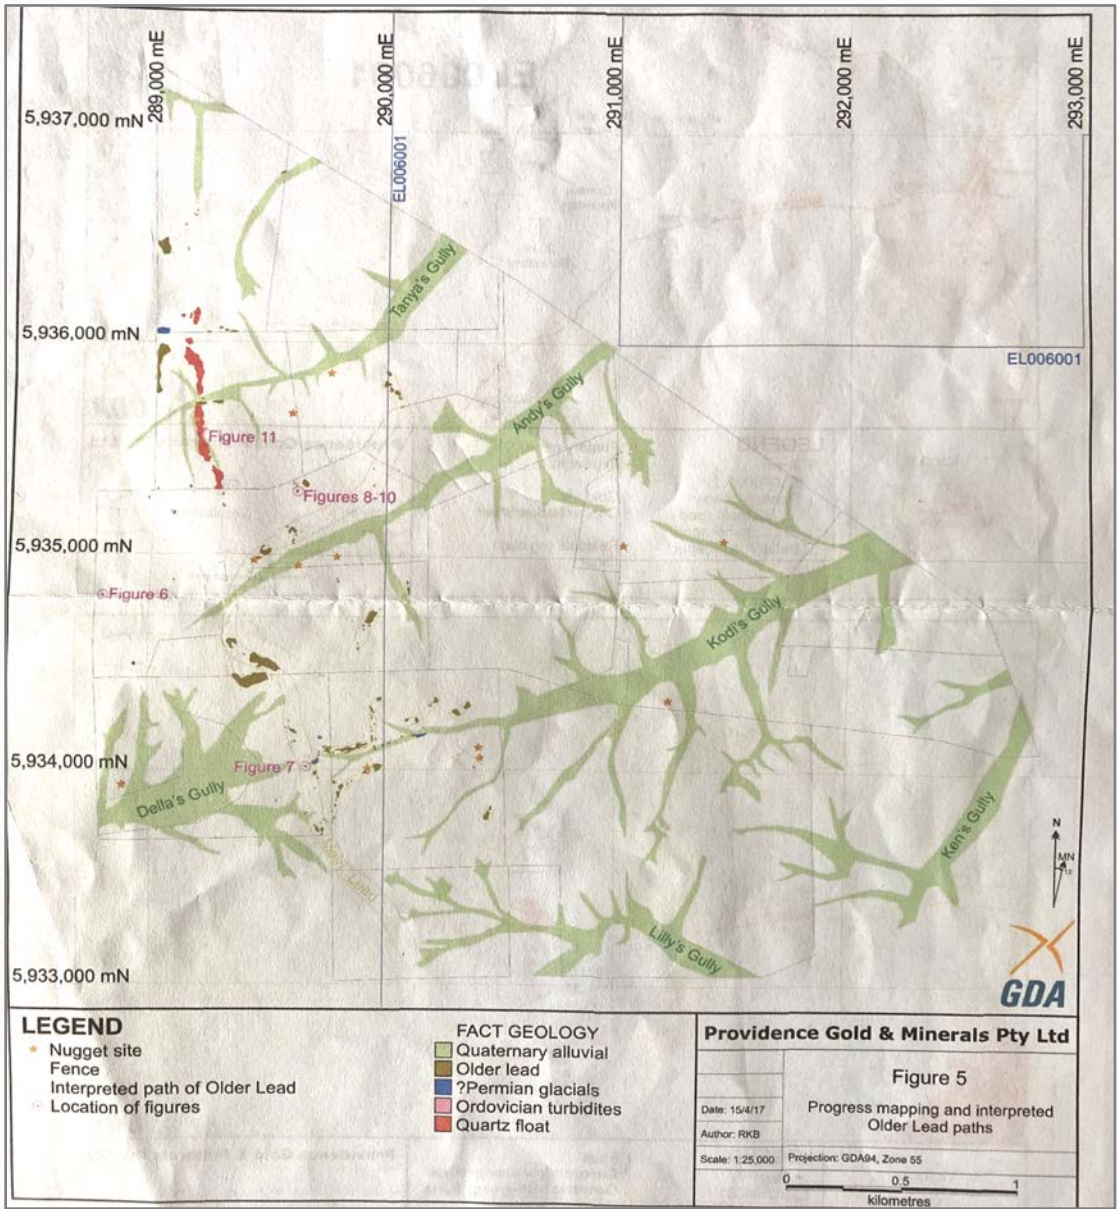 289,000 mE
290,000 mE
291,000 mE
292,000 mE
293,000 mE
5,937,000 mN
EL006001
Tanya's Gully
5,936,000 mN
EL006001
Andy's Gully
Figure 11
Figures 8-10
5,935,000 mN
Figure 6
Kodi's Gully
5,934,000 mN
Figure 7
Della's Gully
Ken's Gully
N
MN
Lilly's Gully
5,933,000 mN
GDA
LEGEND
Nugget site
Fence
Interpreted path of Older Lead
Location of figures
FACT GEOLOGY
Quaternary alluvial
Older lead
?Permian glacials
Ordovician turbidites
Quartz float
Providence Gold & Minerals Pty Ltd
Figure 5
Date: 15/4/17
Progress mapping and interpreted
Older Lead paths
Author: RKB
Scale: 1:25,000
Projection: GDA94, Zone 55
0 0.5 1
kilometres